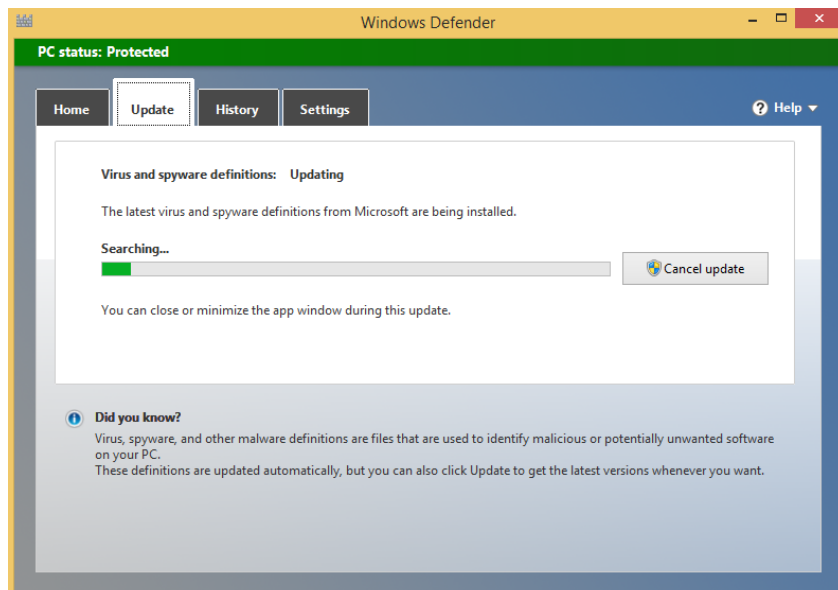 Windows Defender
PC status: Protected
Home Update History Settings Help
Virus and spyware definitions: Updating
The latest virus and spyware definitions from Microsoft are being installed.
Searching...
Cancel update
You can close or minimize the app window during this update.
Did you know?
Virus, spyware, and other malware definitions are files that are used to identify malicious or potentially unwanted software
on your PC.
These definitions are updated automatically, but you can also click Update to get the latest versions whenever you want.